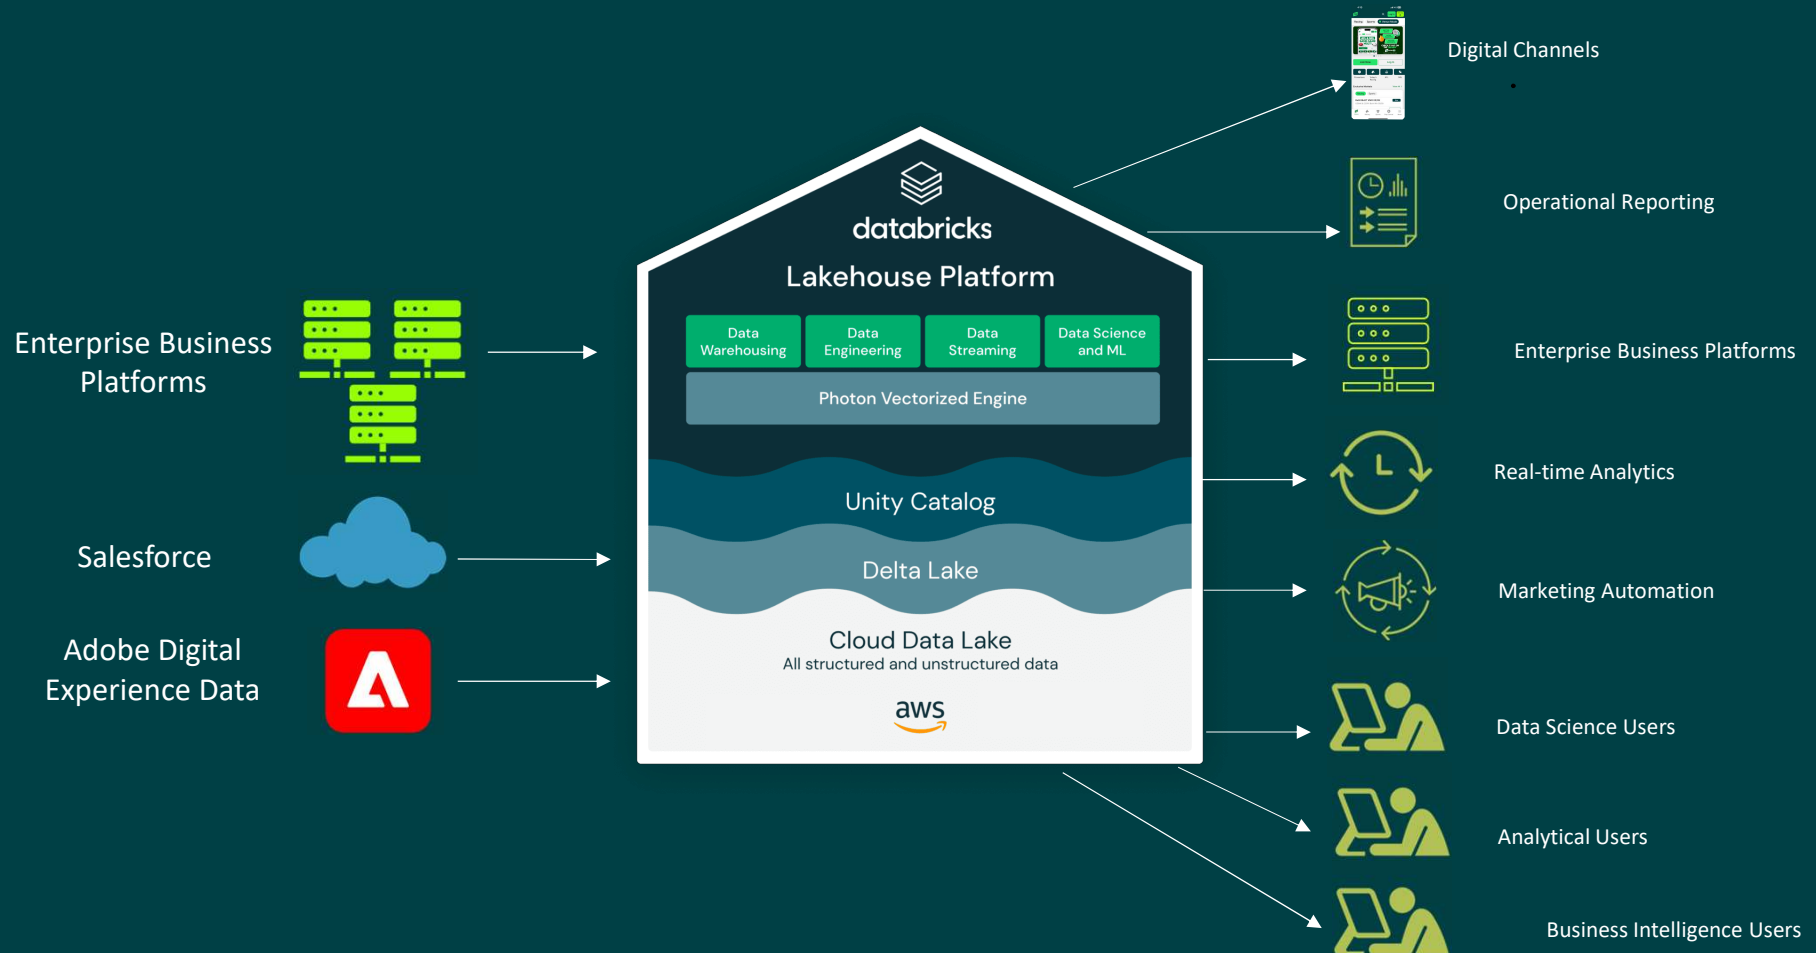 Enterprise Business
Platforms
Salesforce
Adobe Digital
Experience Data
databricks
Lakehouse Platform
Data
Warehousing
Data
Engineering
Data
Streaming
Data Science
and ML
Photon Vectorized Engine
Unity Catalog
Delta Lake
Cloud Data Lake
All structured and unstructured data
aws
Digital Channels
Operational Reporting
Enterprise Business Platforms
Real-time Analytics
Marketing Automation
Data Science Users
Analytical Users
Business Intelligence Users